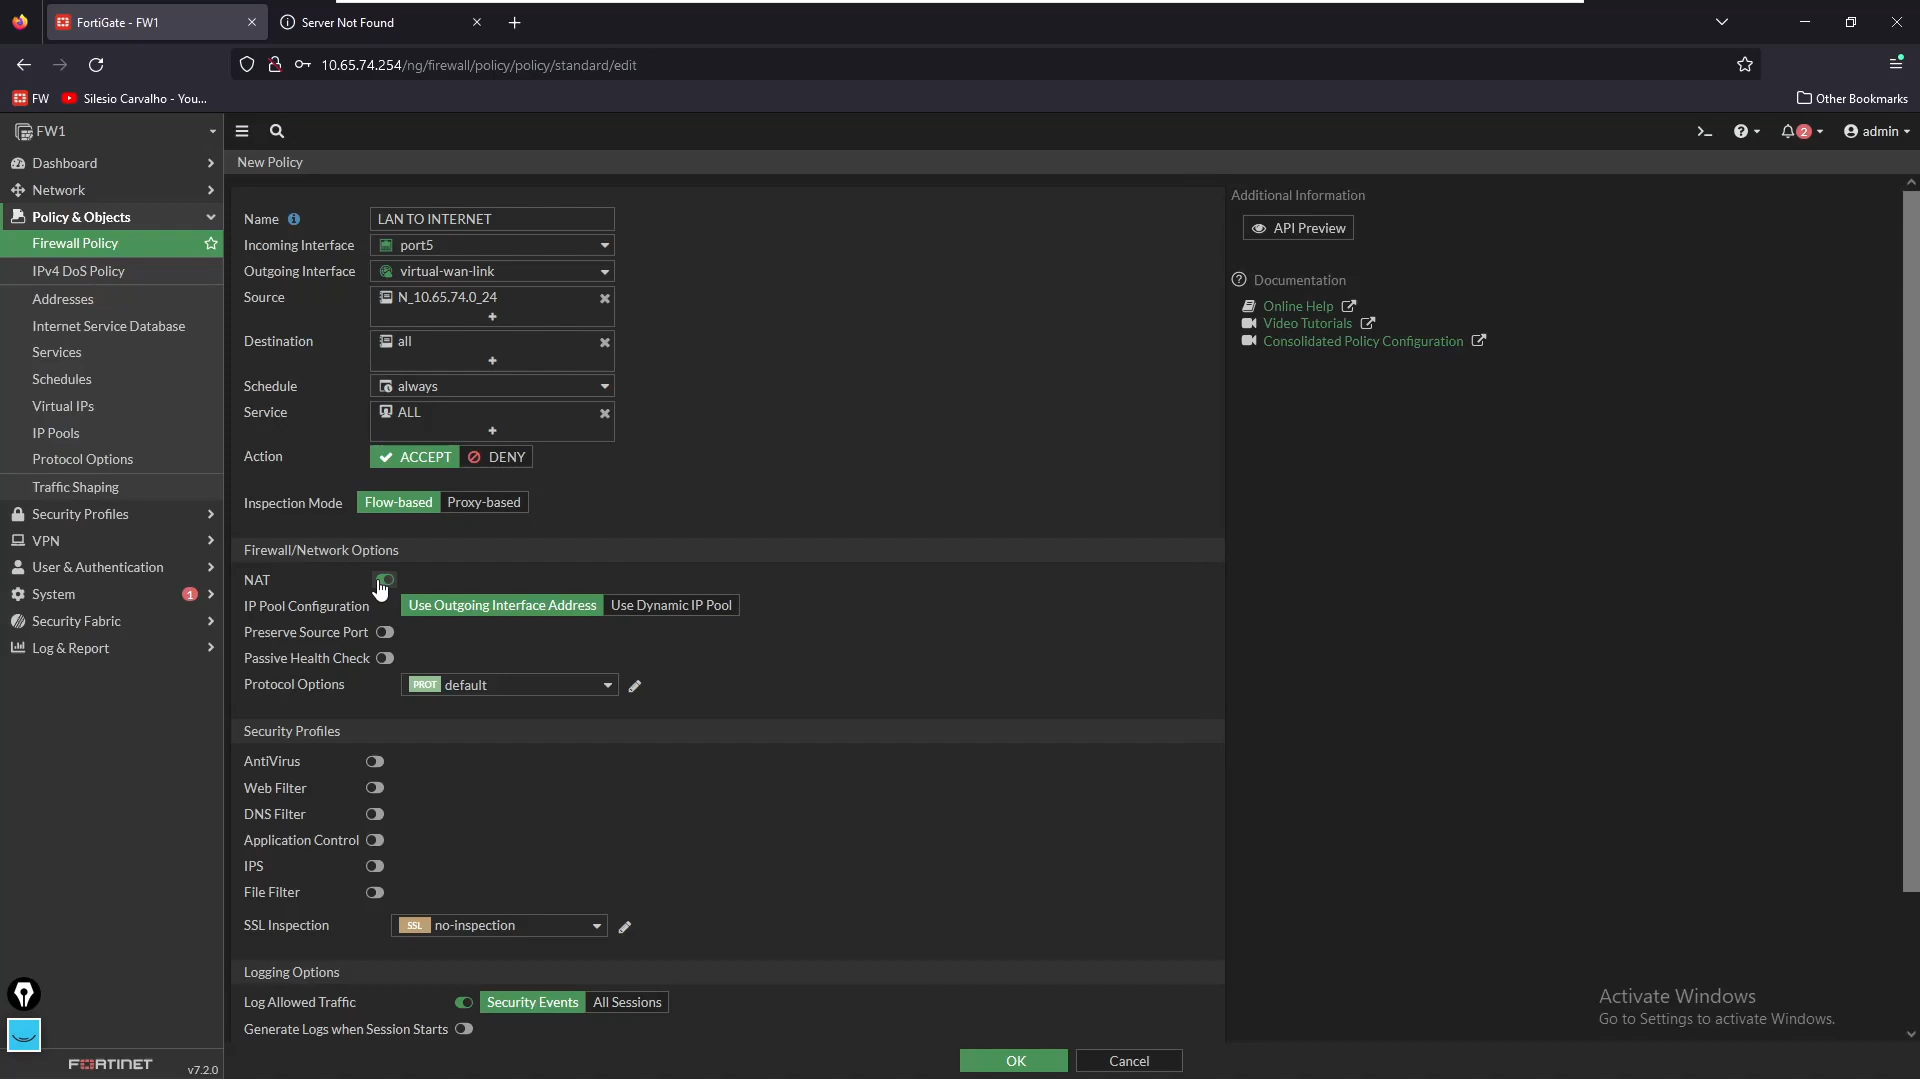 FortiGate - FW1
Server Not Found
10.65.74.254/ng/firewall/policy/policy/standard/edit
FW
Silesio Carvalho - You...
Other Bookmarks
FW1
2
admin
Dashboard
Network
Policy & Objects
Firewall Policy
IPv4 DoS Policy
Addresses
Internet Service Database
Services
Schedules
Virtual IPs
IP Pools
Protocol Options
Traffic Shaping
Security Profiles
VPN
User & Authentication
System 1
Security Fabric
Log & Report
FORTINET
v7.2.0
New Policy
Name LAN TO INTERNET
Incoming Interface port5
Outgoing Interface virtual-wan-link
Source N_10.65.74.0_24
Destination all
Schedule always
Service ALL
Action ACCEPT DENY
Inspection Mode Flow-based Proxy-based
Firewall/Network Options
NAT
IP Pool Configuration Use Outgoing Interface Address Use Dynamic IP Pool
Preserve Source Port
Passive Health Check
Protocol Options PROT default
Security Profiles
AntiVirus
Web Filter
DNS Filter
Application Control
IPS
File Filter
SSL Inspection SSL no-inspection
Logging Options
Log Allowed Traffic Security Events All Sessions
Generate Logs when Session Starts
OK Cancel
Additional Information
API Preview
Documentation
Online Help
Video Tutorials
Consolidated Policy Configuration
Activate Windows
Go to Settings to activate Windows.